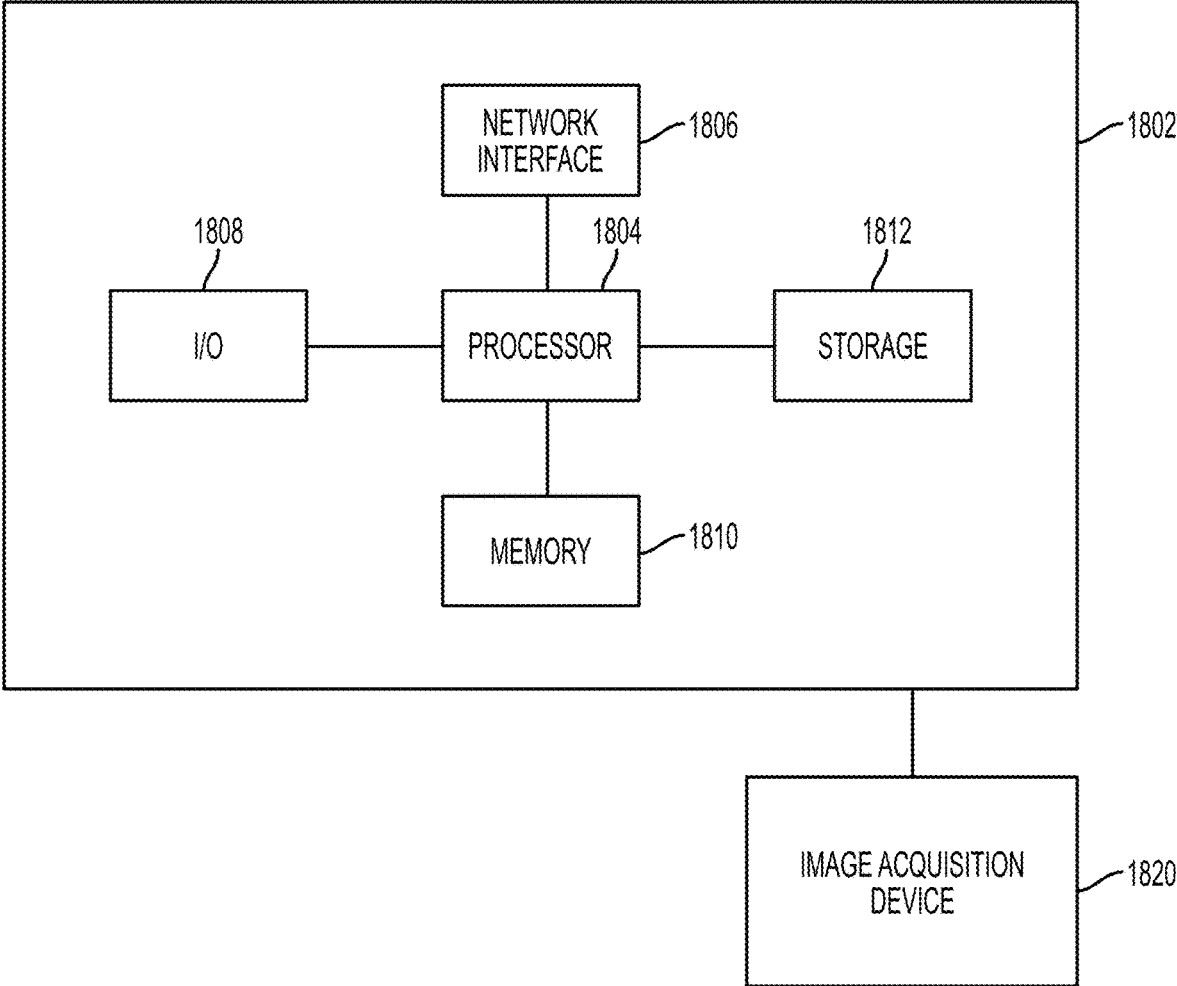 NETWORK
INTERFACE
1806
1802
1808
1804
1812
I/O
PROCESSOR
STORAGE
MEMORY
1810
IMAGE ACQUISITION
DEVICE
1820